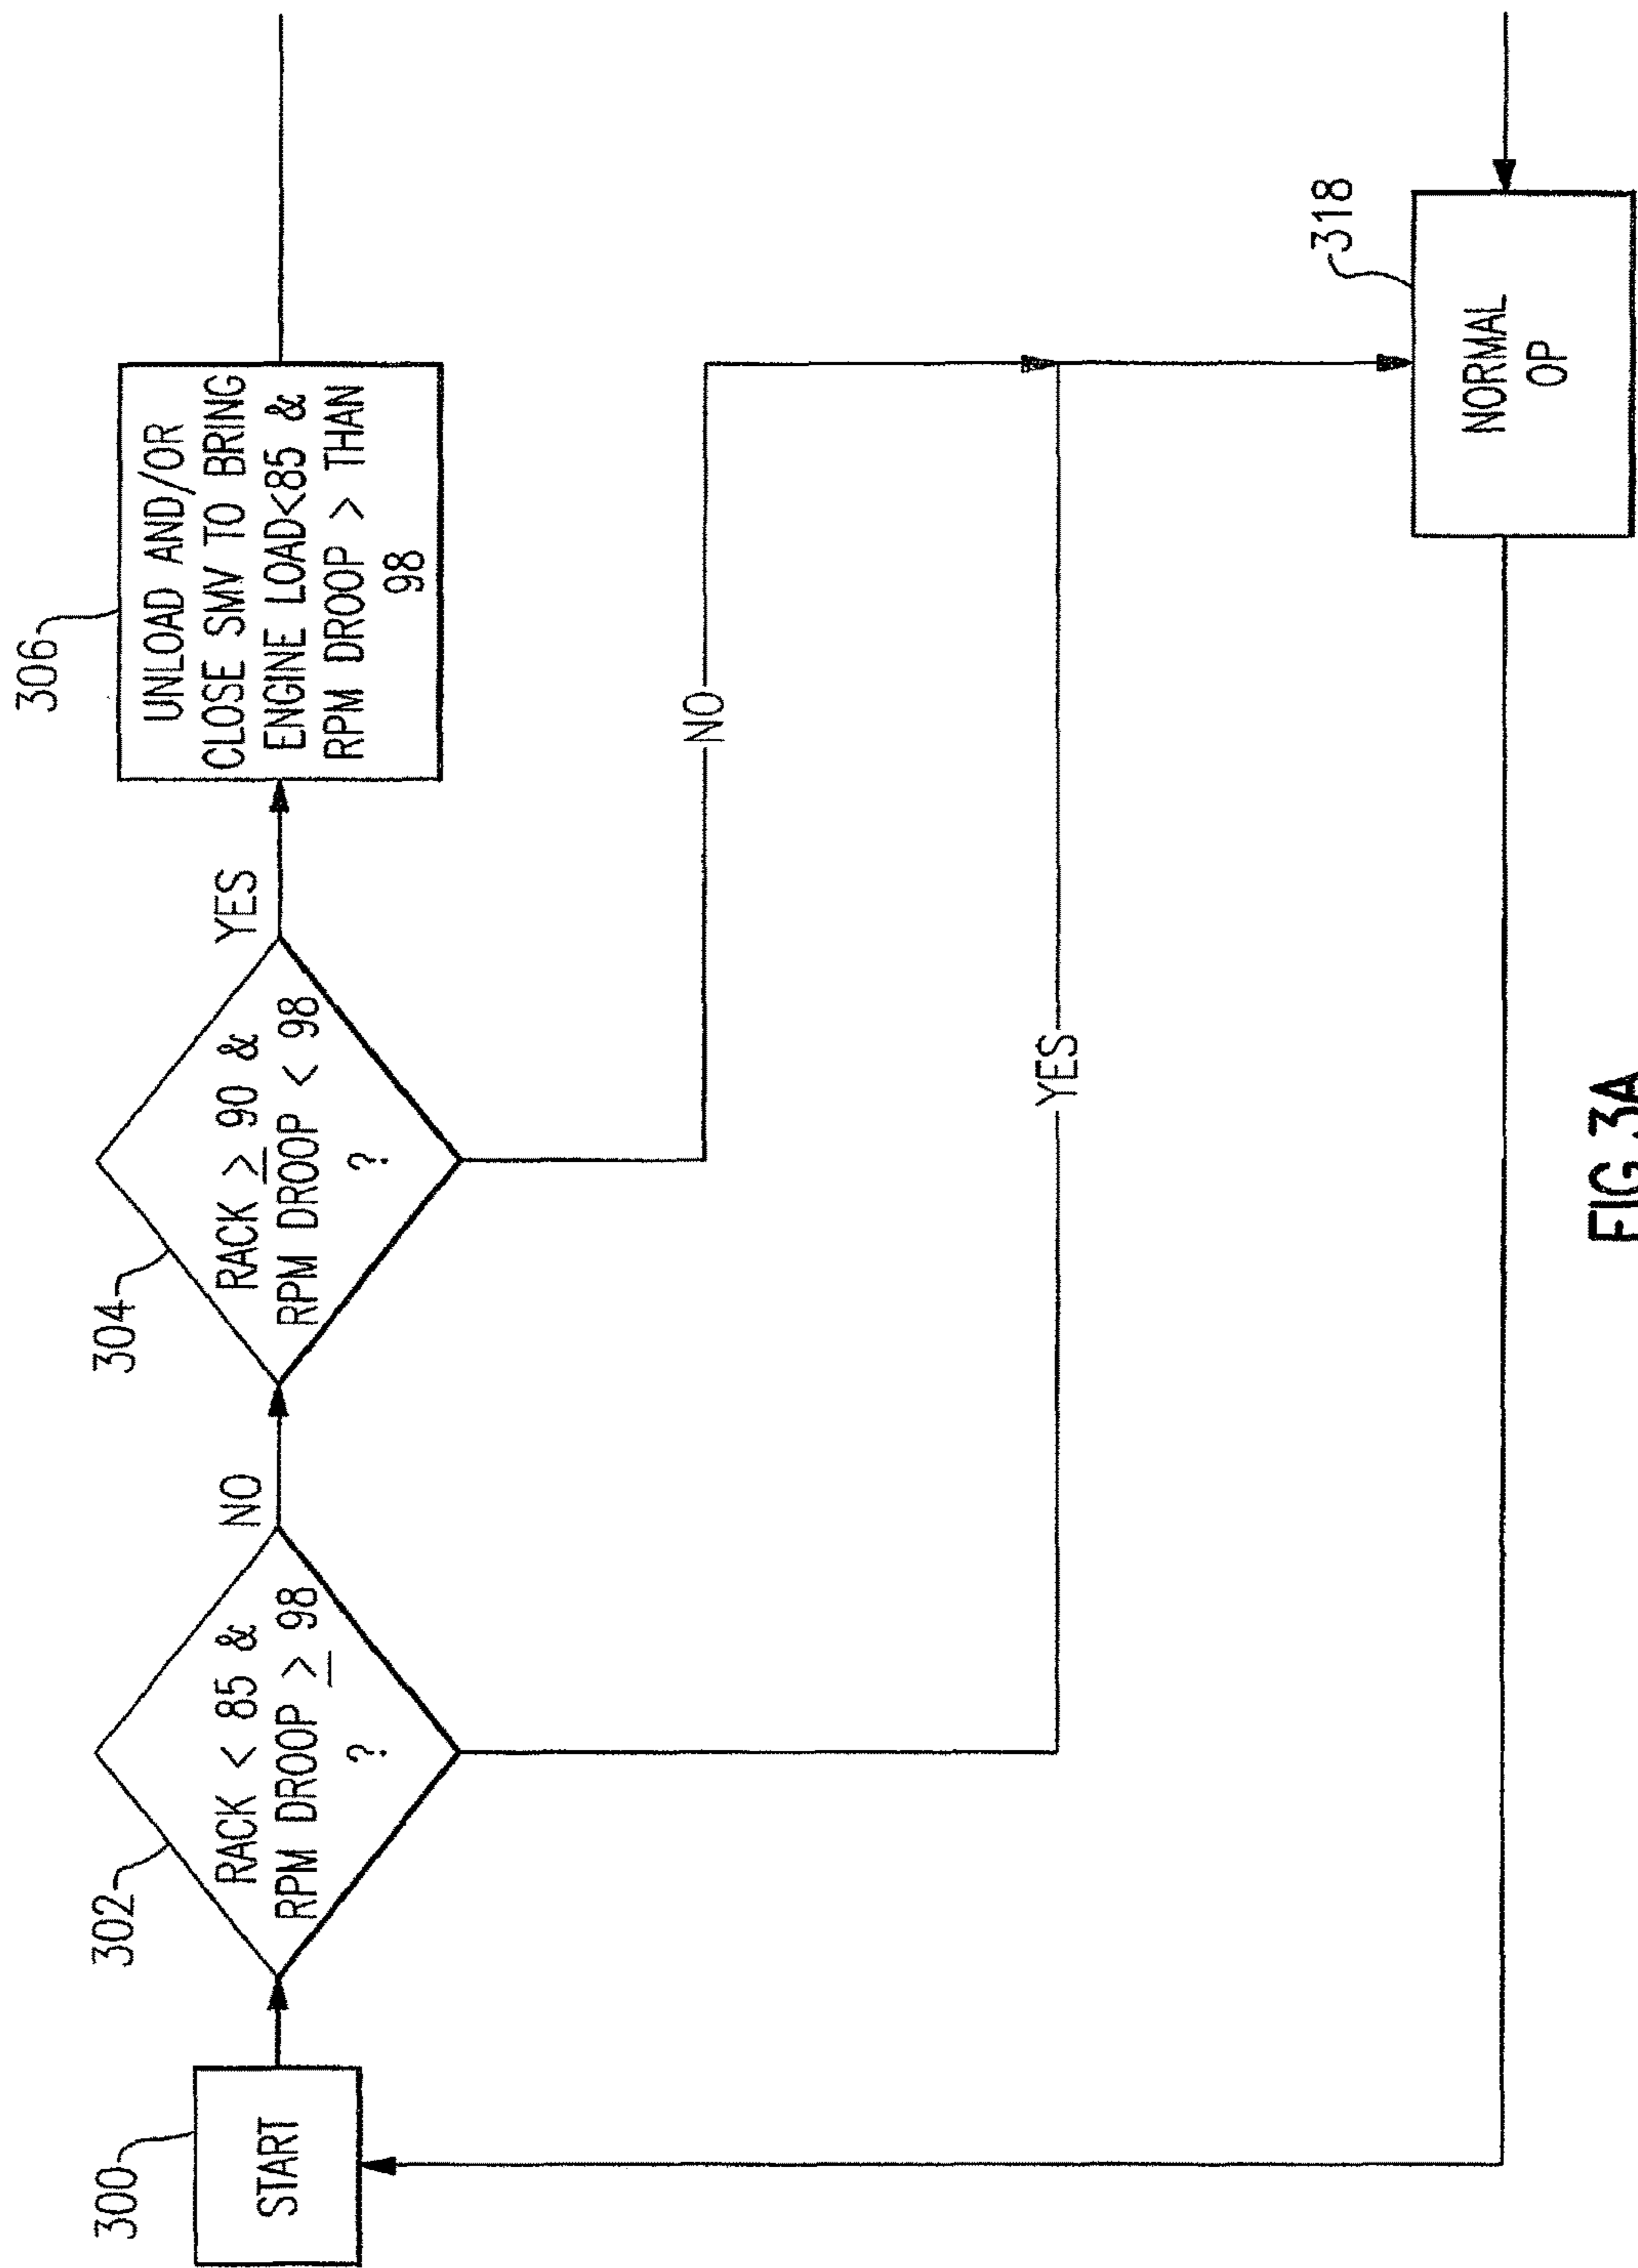 300
START
302
RACK < 85 &
RPM DROOP ≥ 98
?
NO
304
RACK ≥ 90 &
RPM DROOP < 98
?
YES
306
UNLOAD AND/OR
CLOSE SMV TO BRING
ENGINE LOAD<85 &
RPM DROOP > THAN
98
NO
YES
318
NORMAL
OP
FIG.3A